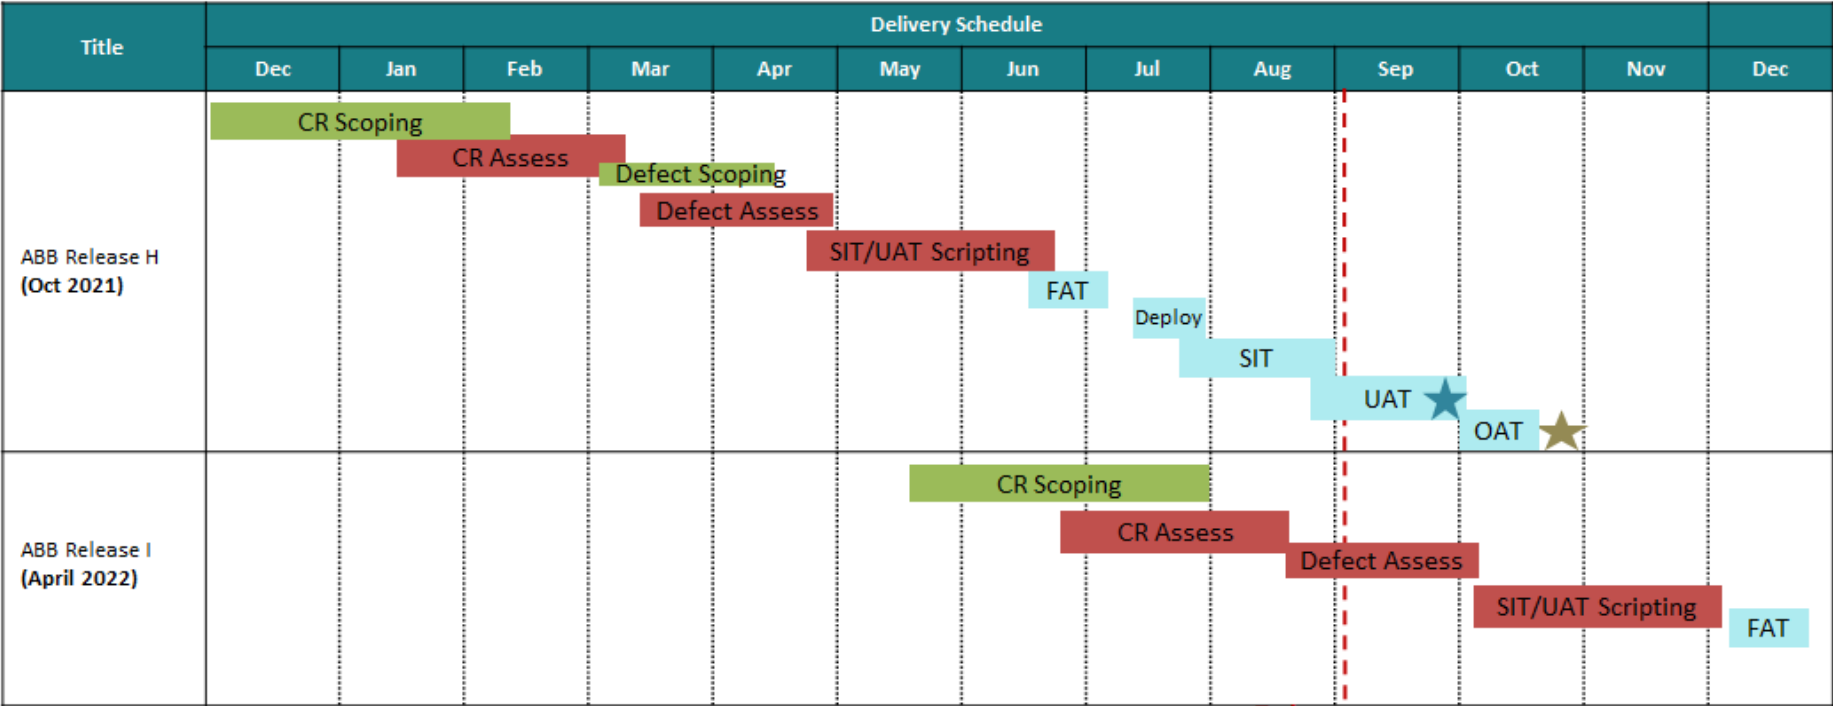 Title
Delivery Schedule
Dec Jan Feb Mar Apr May Jun Jul Aug Sep Oct Nov Dec
ABB Release H
(Oct 2021)
CR Scoping
CR Assess
Defect Scoping
Defect Assess
SIT/UAT Scripting
FAT
Deploy
SIT
UAT
OAT
ABB Release I
(April 2022)
CR Scoping
CR Assess
Defect Assess
SIT/UAT Scripting
FAT